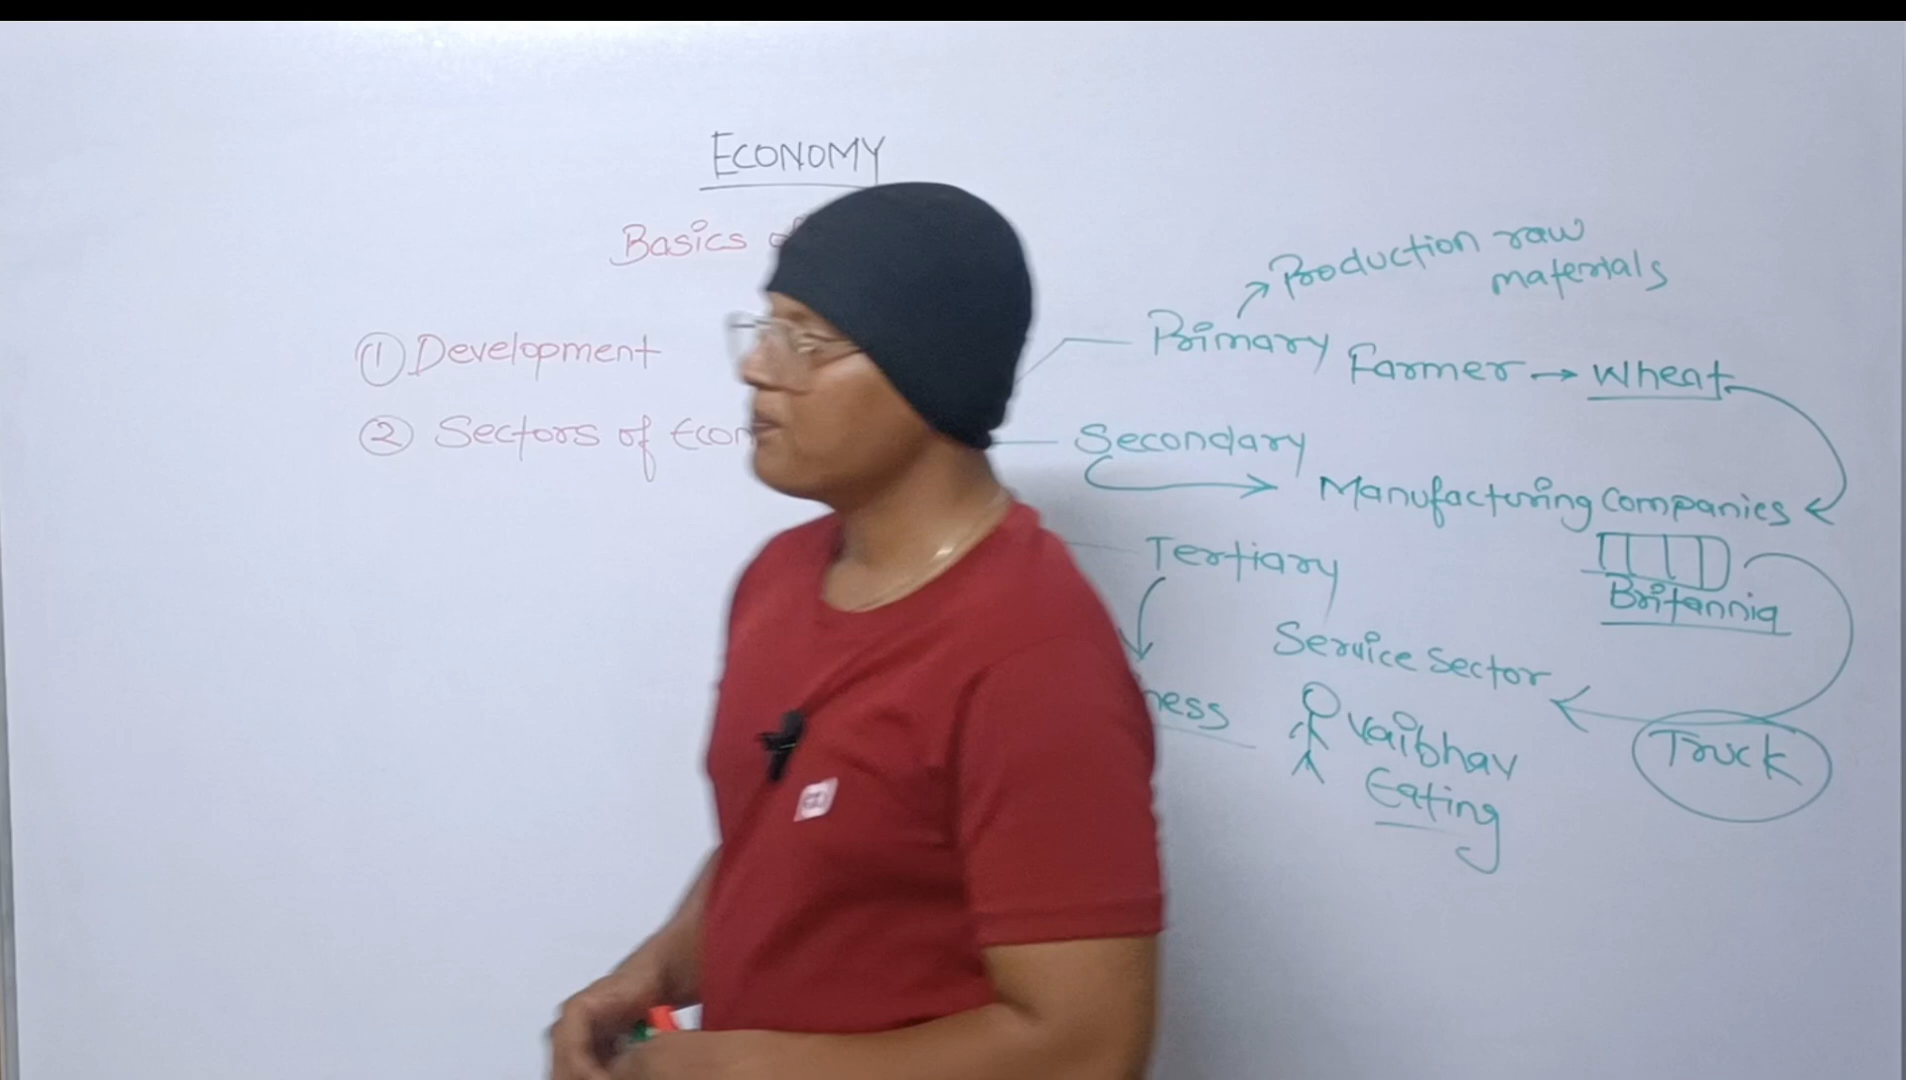 ECONOMY
Basics
① Development
② Sectors of Econ
Production raw
materials
Primary
Farmer → Wheat
Secondary
Manufacturing Companies
Britannia
Tertiary
Service Sector
ness
Vaibhav
Eating
Truck